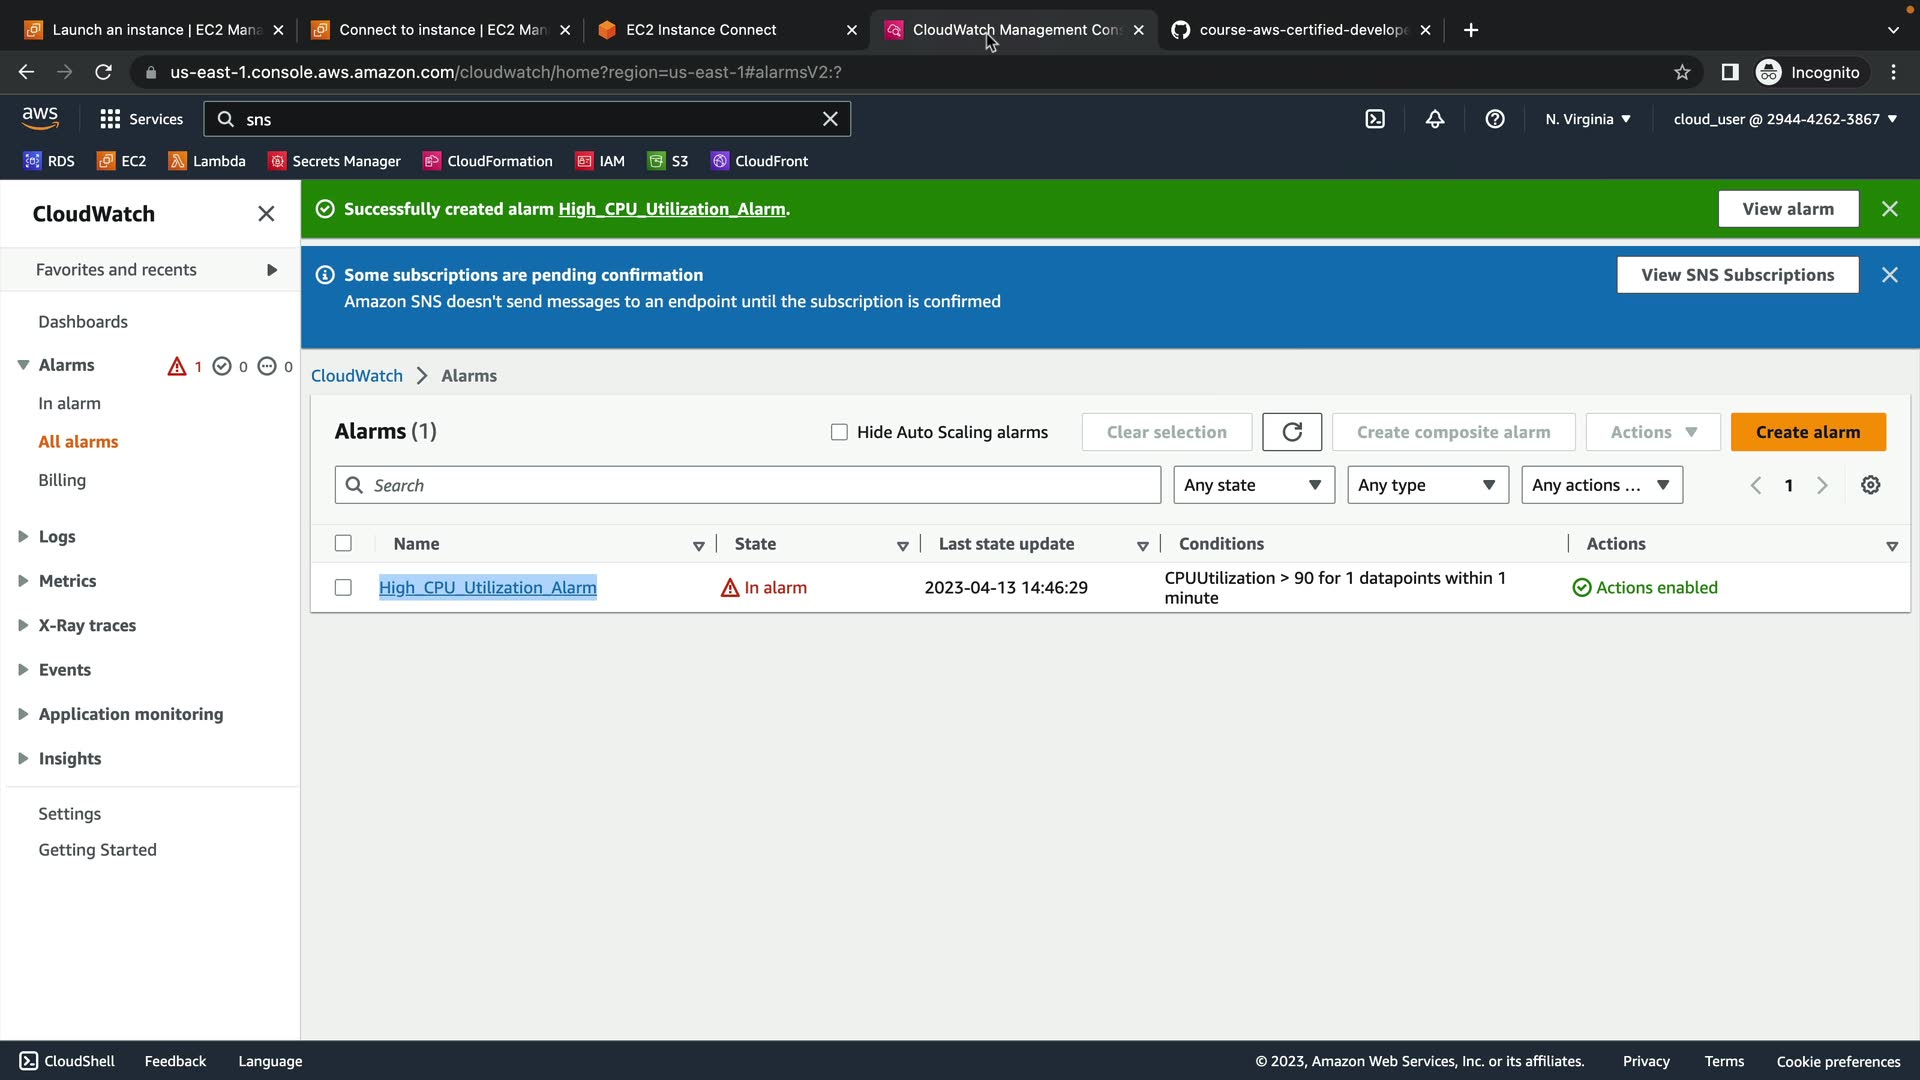 Launch an instance | EC2 Mana
Connect to instance | EC2 Man
EC2 Instance Connect
CloudWatch Management Cons
course-aws-certified-develope
us-east-1.console.aws.amazon.com/cloudwatch/home?region=us-east-1#alarmsV2:?
Incognito
aws
Services
sns
N. Virginia
cloud_user @ 2944-4262-3867
RDS
EC2
Lambda
Secrets Manager
CloudFormation
IAM
S3
CloudFront
CloudWatch
Favorites and recents
Dashboards
Alarms 1 0 0
In alarm
All alarms
Billing
Logs
Metrics
X-Ray traces
Events
Application monitoring
Insights
Settings
Getting Started
Successfully created alarm High_CPU_Utilization_Alarm.
View alarm
Some subscriptions are pending confirmation
Amazon SNS doesn't send messages to an endpoint until the subscription is confirmed
View SNS Subscriptions
CloudWatch
Alarms
Alarms (1)
Hide Auto Scaling alarms
Clear selection
Create composite alarm
Actions
Create alarm
Search
Any state
Any type
Any actions ...
1
Name
State
Last state update
Conditions
Actions
High_CPU_Utilization_Alarm
In alarm
2023-04-13 14:46:29
CPUUtilization > 90 for 1 datapoints within 1
minute
Actions enabled
CloudShell
Feedback
Language
© 2023, Amazon Web Services, Inc. or its affiliates.
Privacy
Terms
Cookie preferences